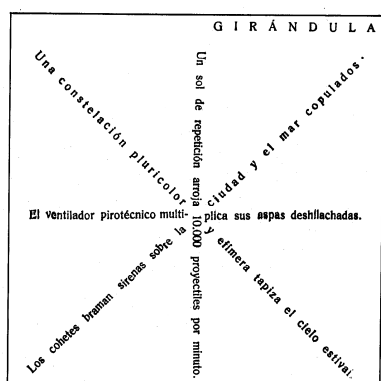 GIRÁNDULA
Una constelación pluricolor y efímera tapiza el cielo estival.
Un sol de repetición arroja 10.000 proyectiles por minuto.
Los cohetes braman sirenas sobre la ciudad y el mar copulados.
El ventilador pirotécnico multi- plica sus aspas deshilachadas.